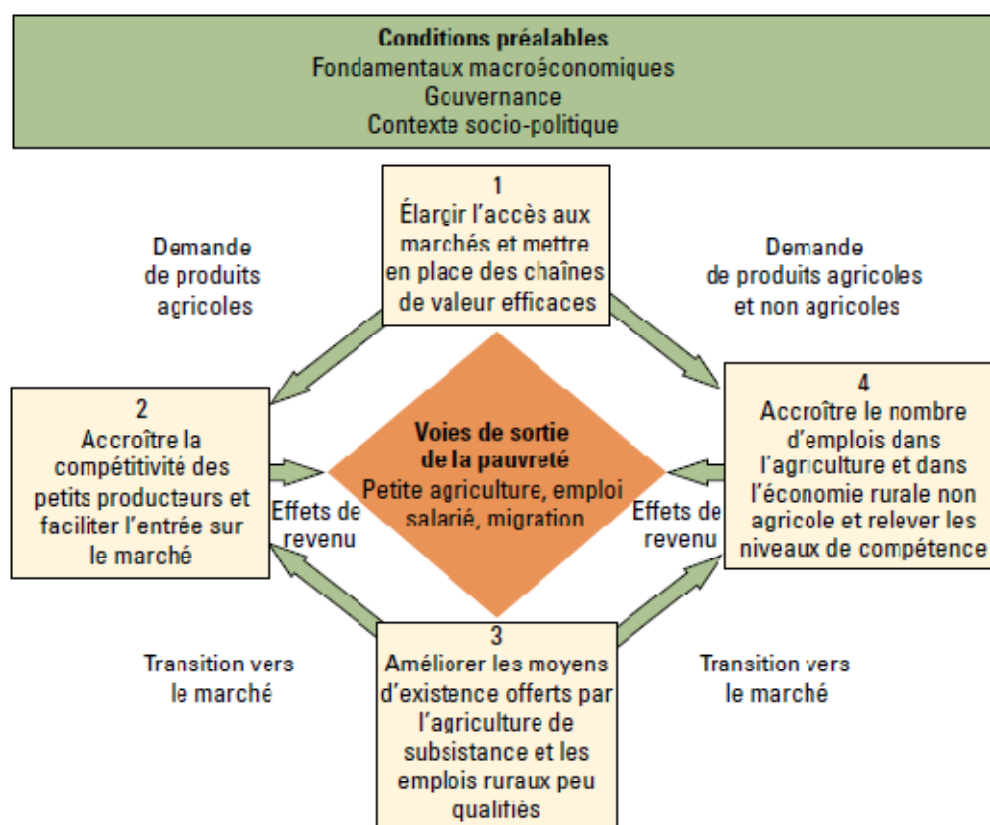 Conditions préalables
Fondamentaux macroéconomiques
Gouvernance
Contexte socio-politique
1
Élargir l'accès aux
marchés et mettre
en place des chaînes
de valeur efficaces
Demande
de produits
agricoles
Demande
de produits agricoles
et non agricoles
2
Accroître la
compétitivité des
petits producteurs et
faciliter l'entrée sur
le marché
Voies de sortie
de la pauvreté
Petite agriculture, emploi
salarié, migration
4
Accroître le nombre
d'emplois dans
l'agriculture et dans
l'économie rurale non
agricole et relever les
niveaux de compétence
Effets de
revenu
Effets de
revenu
Transition vers
le marché
3
Améliorer les moyens
d'existence offerts par
l'agriculture de
subsistance et les
emplois ruraux peu
qualifiés
Transition vers
le marché